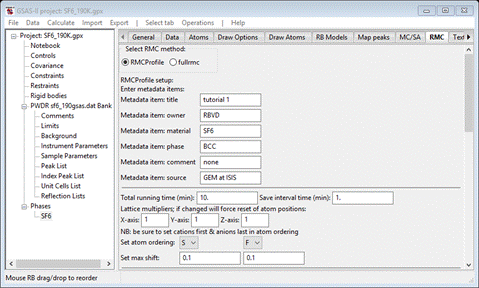 GSAS-II project: SF6_190K.gpx
File Data Calculate Import Export | Select tab Operations | Help
Project: SF6_190K.gpx
Notebook
Controls
Covariance
Constraints
Restraints
Rigid bodies
PWDR sf6_190gsas.dat Bank
Comments
Limits
Background
Instrument Parameters
Sample Parameters
Peak List
Index Peak List
Unit Cells List
Reflection Lists
Phases
SF6
General Data Atoms Draw Options Draw Atoms RB Models Map peaks MC/SA RMC Text
Select RMC method:
RMCProfile fullrmc
RMCProfile setup:
Enter metadata items:
Metadata item: title tutorial 1
Metadata item: owner RBVD
Metadata item: material SF6
Metadata item: phase BCC
Metadata item: comment none
Metadata item: source GEM at ISIS
Total running time (min): 10. Save interval time (min): 1.
Lattice multipliers; if changed will force reset of atom positions:
X-axis: 1 Y-axis: 1 Z-axis: 1
NB: be sure to set cations first & anions last in atom ordering
Set atom ordering: S F
Set max shift: 0.1 0.1
Mouse RB drag/drop to reorder